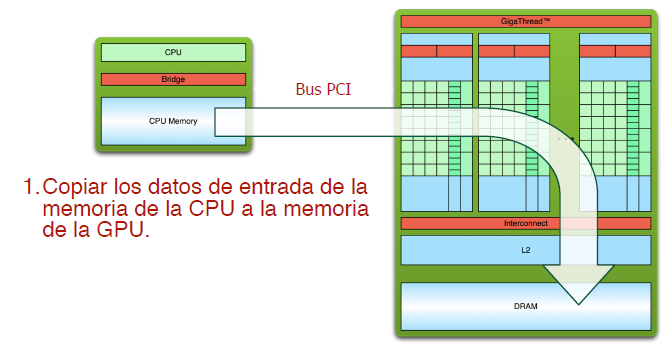 GigaThread™
CPU
Bridge
CPU Memory
Bus PCI
1. Copiar los datos de entrada de la
memoria de la CPU a la memoria
de la GPU.
Interconnect
L2
DRAM